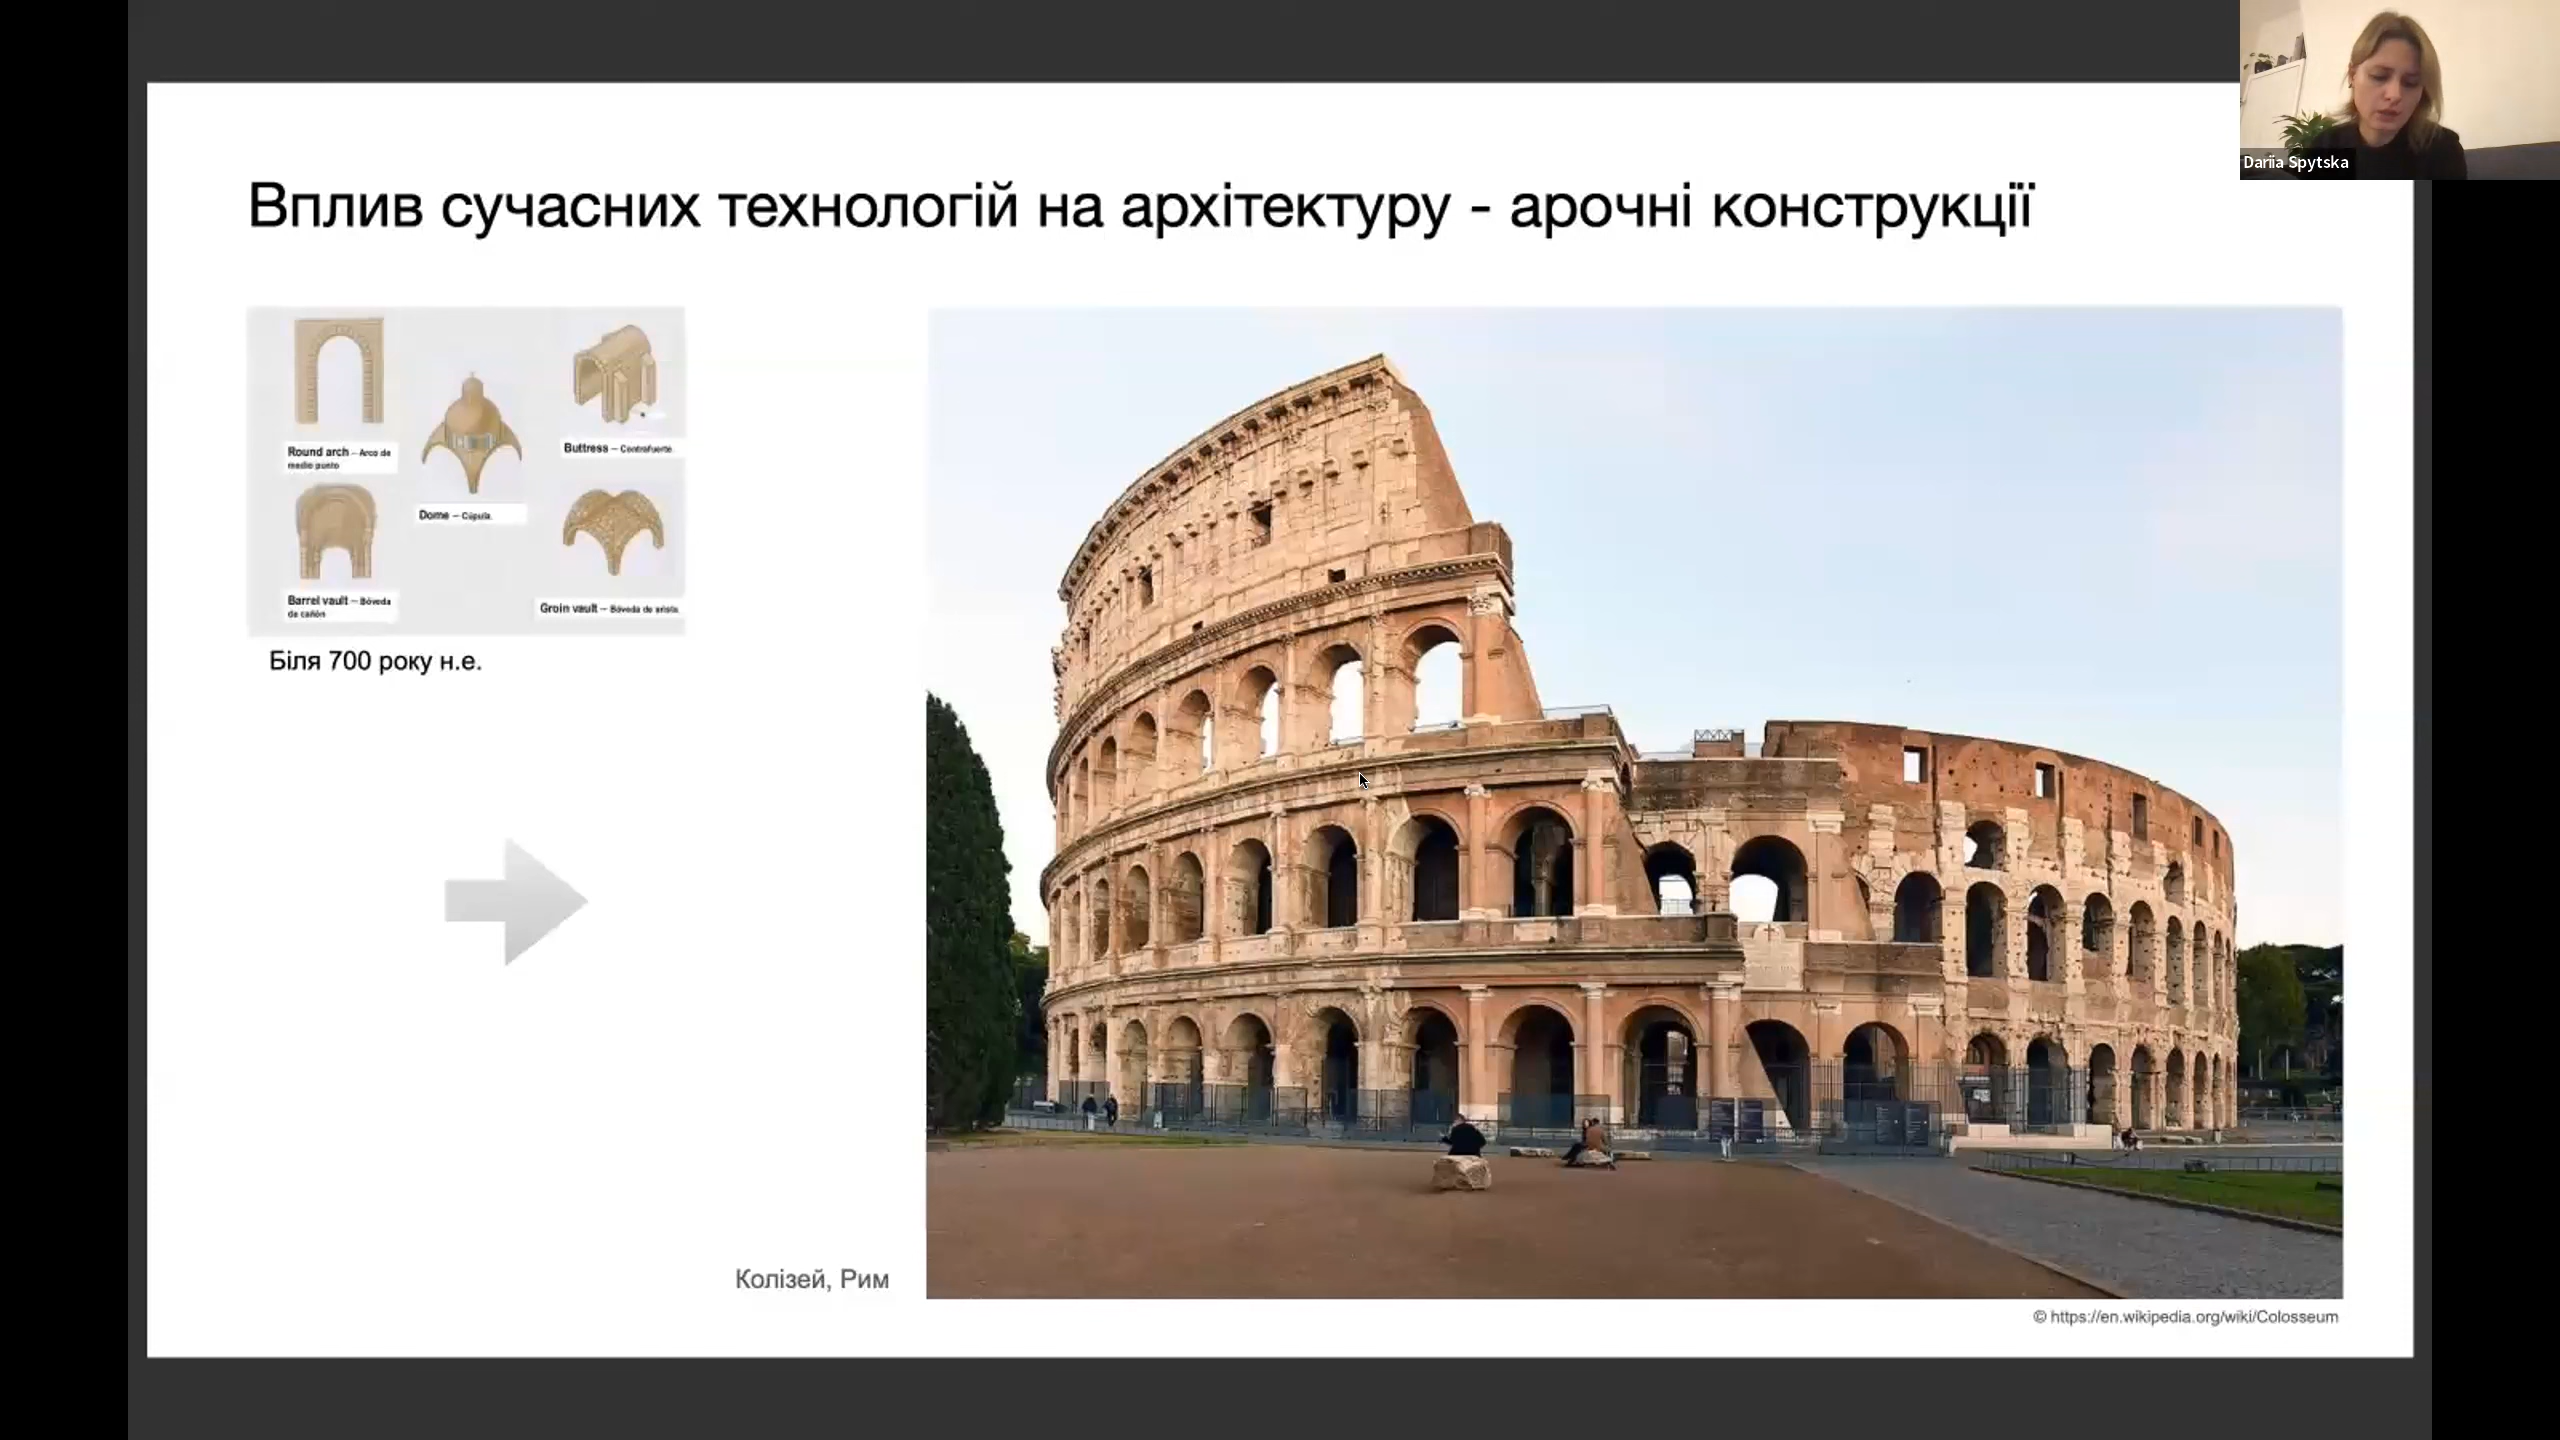 Dariia Spytska
Вплив сучасних технологій на архітектуру - арочні конструкції
Round arch – Arco de
medio punto
Buttress – Contrafuerte.
Dome – Cúpula.
Barrel vault – Bóveda
de cañón
Groin vault – Bóveda de arista.
Біля 700 року н.е.
Колізей, Рим
© https://en.wikipedia.org/wiki/Colosseum